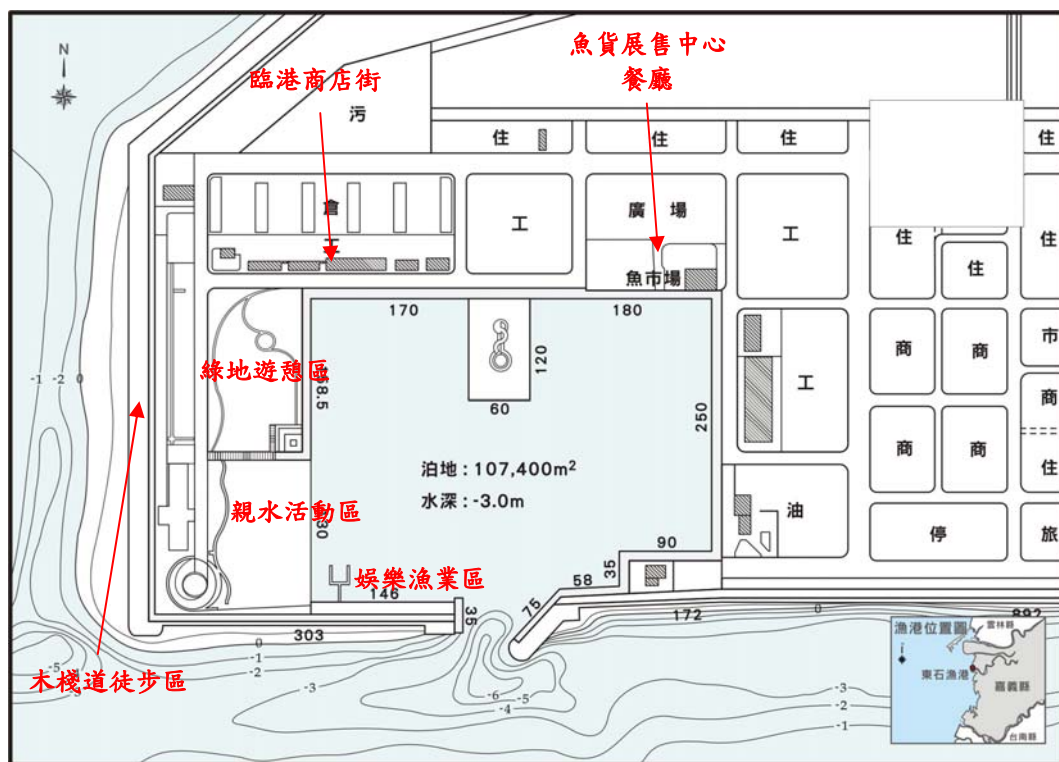 N
臨港商店街
魚貨展售中心
餐廳
污
住
住
住
住
倉
工
廣場
工
工
住
住
住
魚市場
170
180
120
60
250
綠地遊憩區
8.5
工
商
商
市
商
商
商
住
泊地:107,400m²
水深:-3.0m
親水活動區
30
油
停
旅
90
35
58
75
娛樂漁業區
146
35
303
172
892
0
木棧道徒步區
-1
-2
0
-5
0
-1
-2
-3
-4
-6
-5
0
-3
-2
-1
漁港位置圖
雲林縣
東石漁港
嘉義縣
台南縣